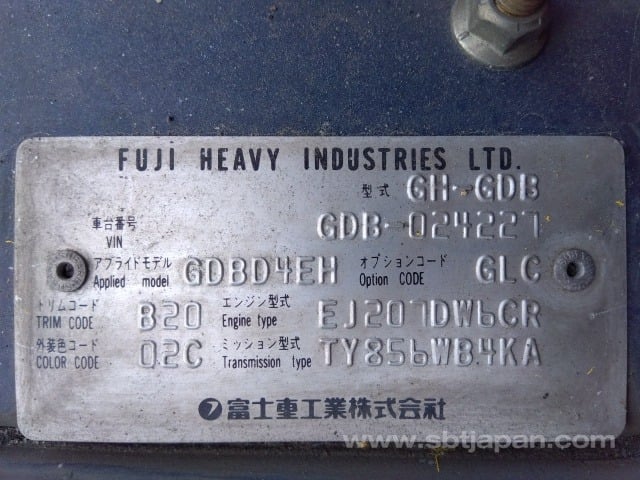 FUJI HEAVY INDUSTRIES LTD.
型式 GH-GDB
車台番号 VIN GDB-024227
アプライドモデル Applied model GDBD4EH オプションコード Option CODE GLC
トリムコード TRIM CODE B20 エンジン型式 Engine type EJ207DW6CR
外装色コード COLOR CODE 02C ミッション型式 Transmission type TY856WB4KA
富士重工業株式会社
www.sbtjapan.com